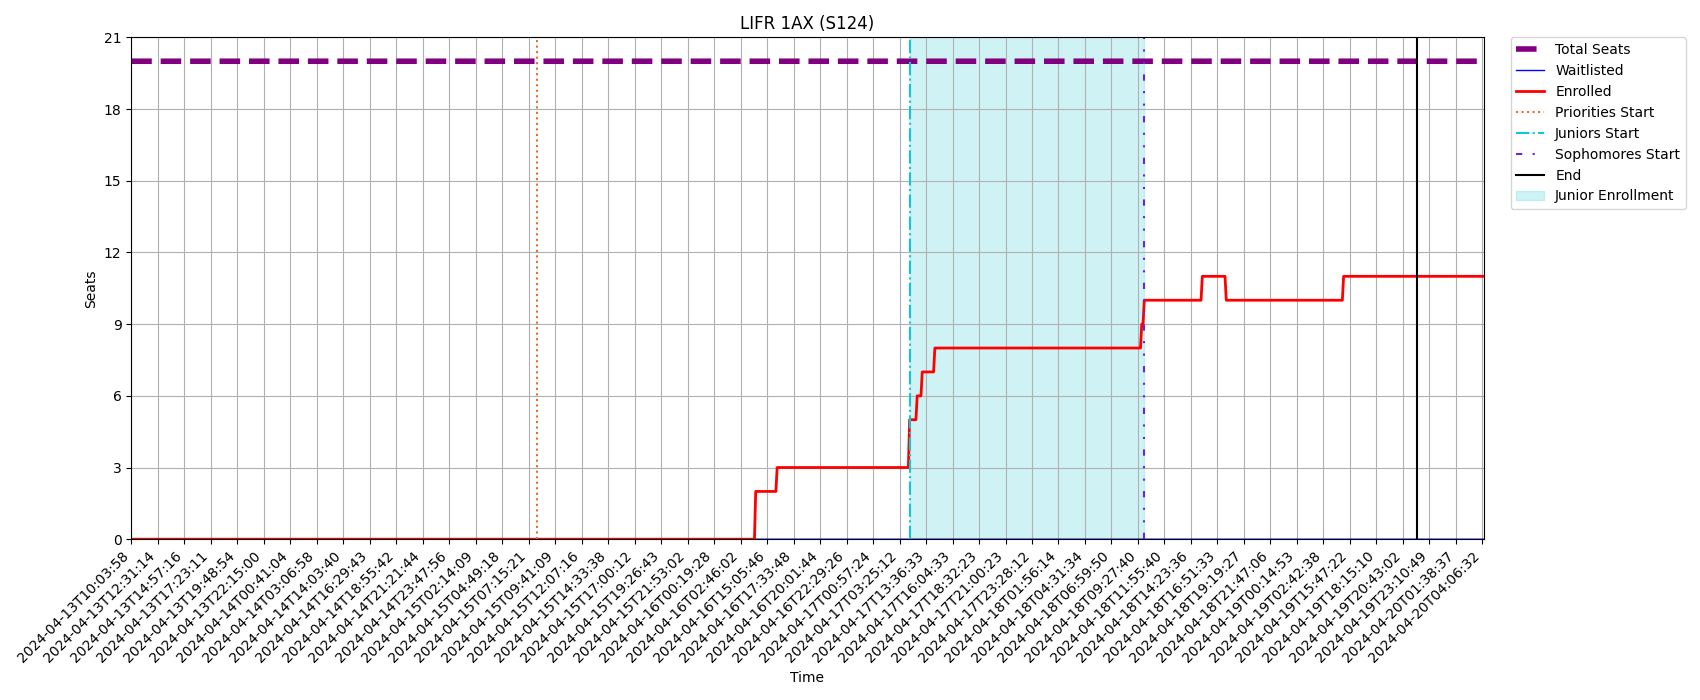 LIFR 1AX (S124)
21
18
15
12
9
6
3
0
Seats
Total Seats
Waitlisted
Enrolled
Priorities Start
Juniors Start
Sophomores Start
End
Junior Enrollment
2024-04-13T10:03:58
2024-04-13T12:31:14
2024-04-13T14:57:16
2024-04-13T17:23:11
2024-04-13T19:48:54
2024-04-13T22:15:00
2024-04-14T00:41:04
2024-04-14T03:06:58
2024-04-14T14:03:40
2024-04-14T16:29:43
2024-04-14T18:55:42
2024-04-14T21:21:44
2024-04-14T23:47:56
2024-04-15T02:14:09
2024-04-15T04:49:18
2024-04-15T07:15:21
2024-04-15T09:41:09
2024-04-15T12:07:16
2024-04-15T14:33:38
2024-04-15T17:00:12
2024-04-15T19:26:43
2024-04-15T21:53:02
2024-04-16T00:19:28
2024-04-16T02:46:02
2024-04-16T15:05:46
2024-04-16T17:33:48
2024-04-16T20:01:44
2024-04-16T22:29:26
2024-04-17T00:57:24
2024-04-17T03:25:12
2024-04-17T13:36:33
2024-04-17T16:04:33
2024-04-17T18:32:23
2024-04-17T21:00:23
2024-04-17T23:28:12
2024-04-18T01:56:14
2024-04-18T04:31:34
2024-04-18T06:59:50
2024-04-18T09:27:40
2024-04-18T11:55:40
2024-04-18T14:23:36
2024-04-18T16:51:33
2024-04-18T19:19:27
2024-04-18T21:47:06
2024-04-19T00:14:53
2024-04-19T02:42:38
2024-04-19T15:47:22
2024-04-19T18:15:10
2024-04-19T20:43:02
2024-04-19T23:10:49
2024-04-20T01:38:37
2024-04-20T04:06:32
Time